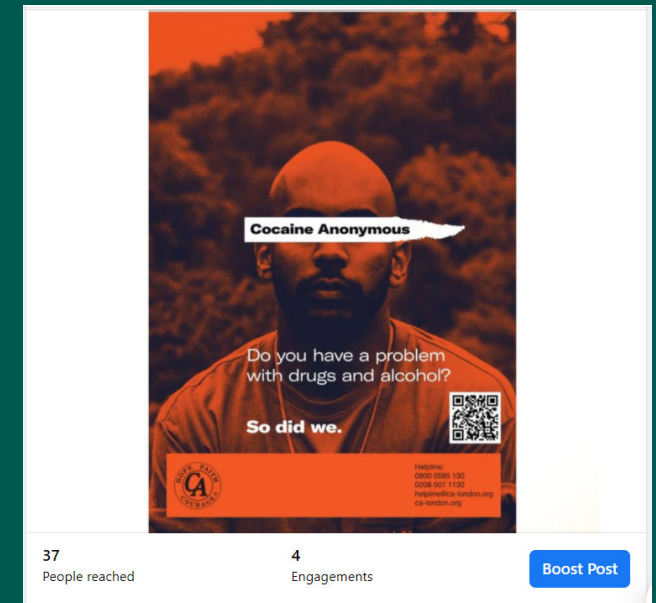 Cocaine Anonymous
Do you have a problem
with drugs and alcohol?
So did we.
HOPE FAITH
CA
COURAGE
Helpline:
0800 0585 130
0208 007 1130
helpline@ca-london.org
ca-london.org
37
People reached
4
Engagements
Boost Post